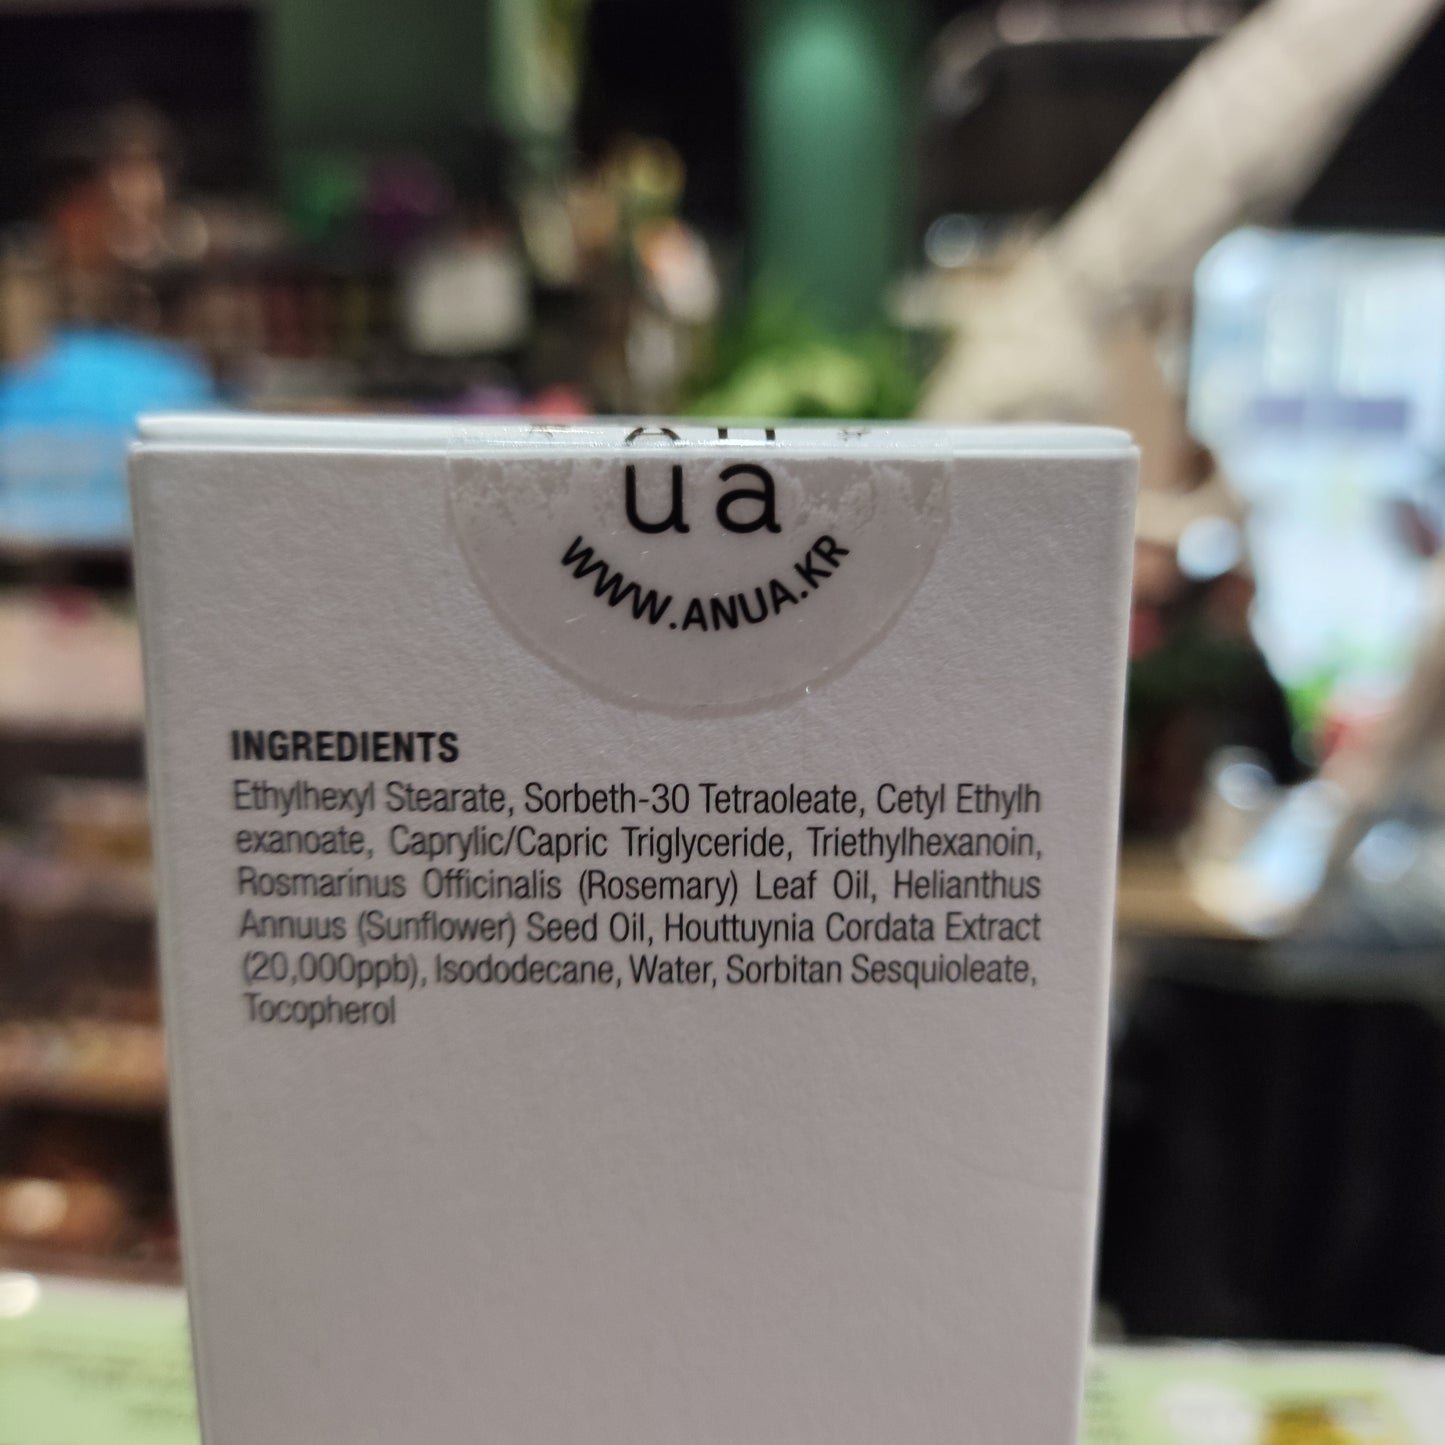 ua
WWW.ANUA.KR
INGREDIENTS
Ethylhexyl Stearate, Sorbeth-30 Tetraoleate, Cetyl Ethylh
exanoate, Caprylic/Capric Triglyceride, Triethylhexanoin,
Rosmarinus Officinalis (Rosemary) Leaf Oil, Helianthus
Annuus (Sunflower) Seed Oil, Houttuynia Cordata Extract
(20,000ppb), Isododecane, Water, Sorbitan Sesquioleate,
Tocopherol